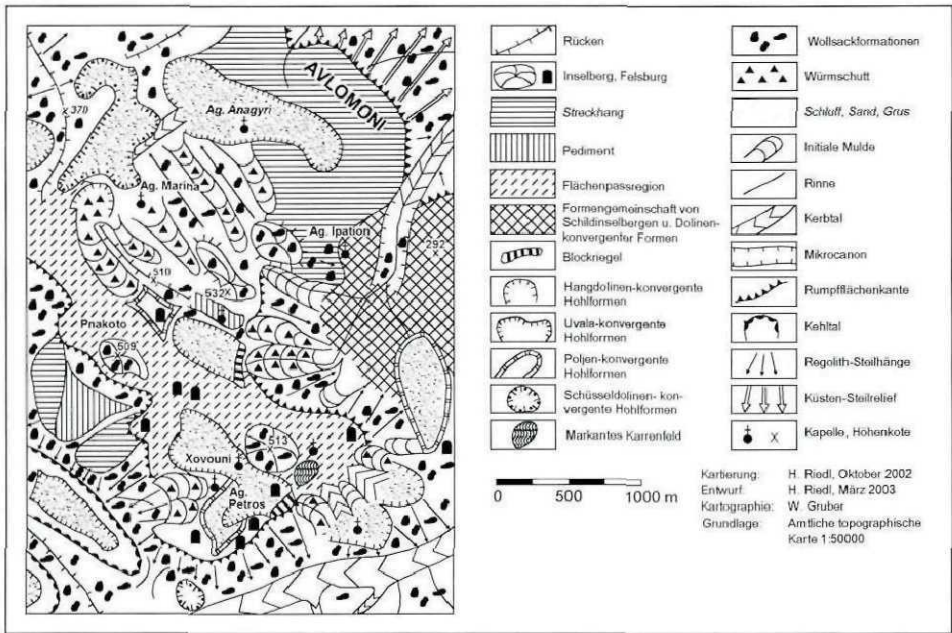 AVLOMONI
370
Ag. Anagyri
Ag. Marina
Ag. Ipation
292
510
532
Pnakoto
509
513
Xovouni
Ag.
Petros
Rücken
Inselberg, Felsburg
Streckhang
Pediment
Flächenpassregion
Formengemeinschaft von
Schildinselbergen u. Dolinen-
konvergenter Formen
Blockriegel
Hangdolinen-konvergente
Hohlformen
Uvala-konvergente
Hohlformen
Poljen-konvergente
Hohlformen
Schüsseldolinen- kon-
vergente Hohlformen
Markantes Karrenfeld
Wollsackformationen
Würmschutt
Schluff, Sand, Grus
Initiale Mulde
Rinne
Kerbtal
Mikrocanon
Rumpfflächenkante
Kehltal
Regolith-Steilhänge
Küsten-Steilrelief
Kapelle, Höhenkote
0 500 1000 m
Kartierung: H. Riedl, Oktober 2002
Entwurf: H. Riedl, März 2003
Kartographie: W. Gruber
Grundlage: Amtliche topographische
Karte 1:50000